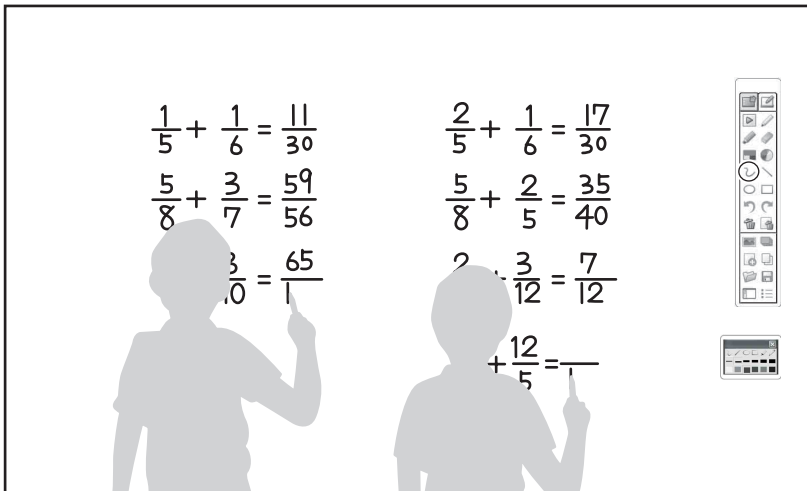 1/5 + 1/6 = 11/30
5/8 + 3/7 = 59/56
/10 = 65/1
2/5 + 1/6 = 17/30
5/8 + 2/5 = 35/40
2/ + 3/12 = 7/12
+ 12/5 =